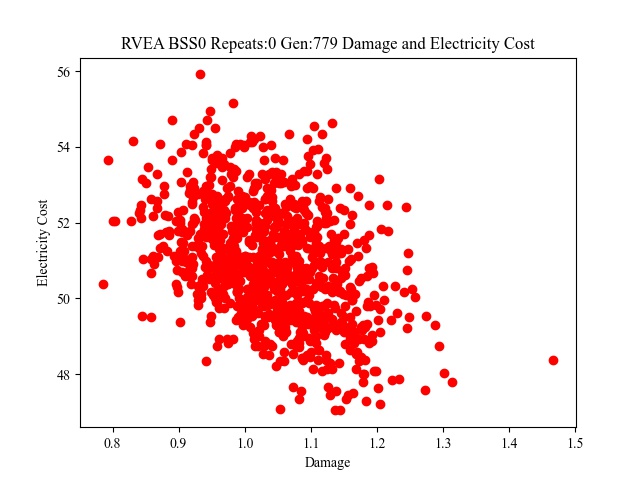 RVEA BSS0 Repeats:0 Gen:779 Damage and Electricity Cost
56
54
52
50
48
Electricity Cost
0.8 0.9 1.0 1.1 1.2 1.3 1.4 1.5
Damage